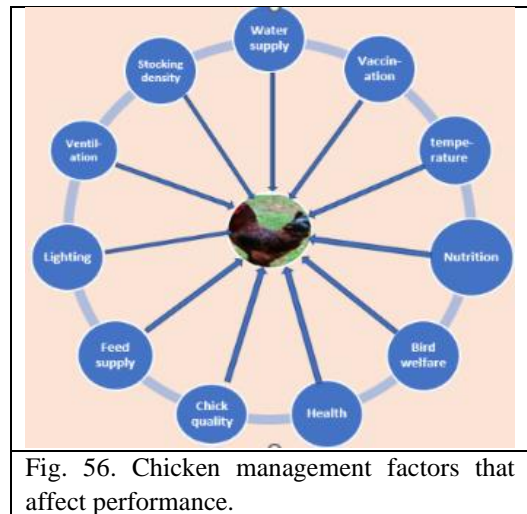 Water
supply
Vaccin-
ation
tempe-
rature
Nutrition
Bird
welfare
Health
Chick
quality
Feed
supply
Lighting
Ventil-
ation
Stocking
density
Fig. 56. Chicken management factors that
affect performance.